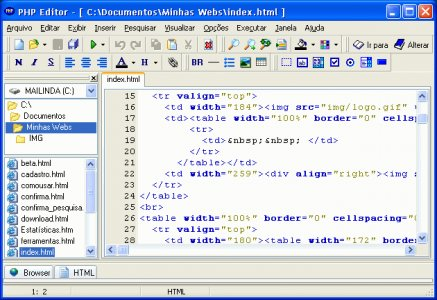 PHP Editor - [ C:\Documentos\Minhas Webs\index.html ]
Arquivo Editar Exibir Inserir Pesquisar Visualizar Opções Executar Janela Ajuda
Ir para Alterar
N I S A B H
MAILINDA (C:)
C:\
Documentos
Minhas Webs
IMG
beta.html
cadastro.html
comousar.html
confirma.html
confirma_pesquisa
download.html
Estatísticas.html
ferramentas.html
index.html
index.html
15 <tr valign="top">
16 <td width="184"><img src="img/logo.gif"
17 <td><table width="100%" border="0" cellsp
18 <tr>
19 <td>&nbsp;&nbsp; </td>
20 </tr>
21 </table></td>
22 <td width="259"><div align="right"><img s
23 </tr>
24 </table>
25 <br>
26 <table width="100%" border="0" cellspacing="0
27 <tr valign="top">
28 <td width="180"><table width="172" border=
Browser HTML
1: 2 HTML